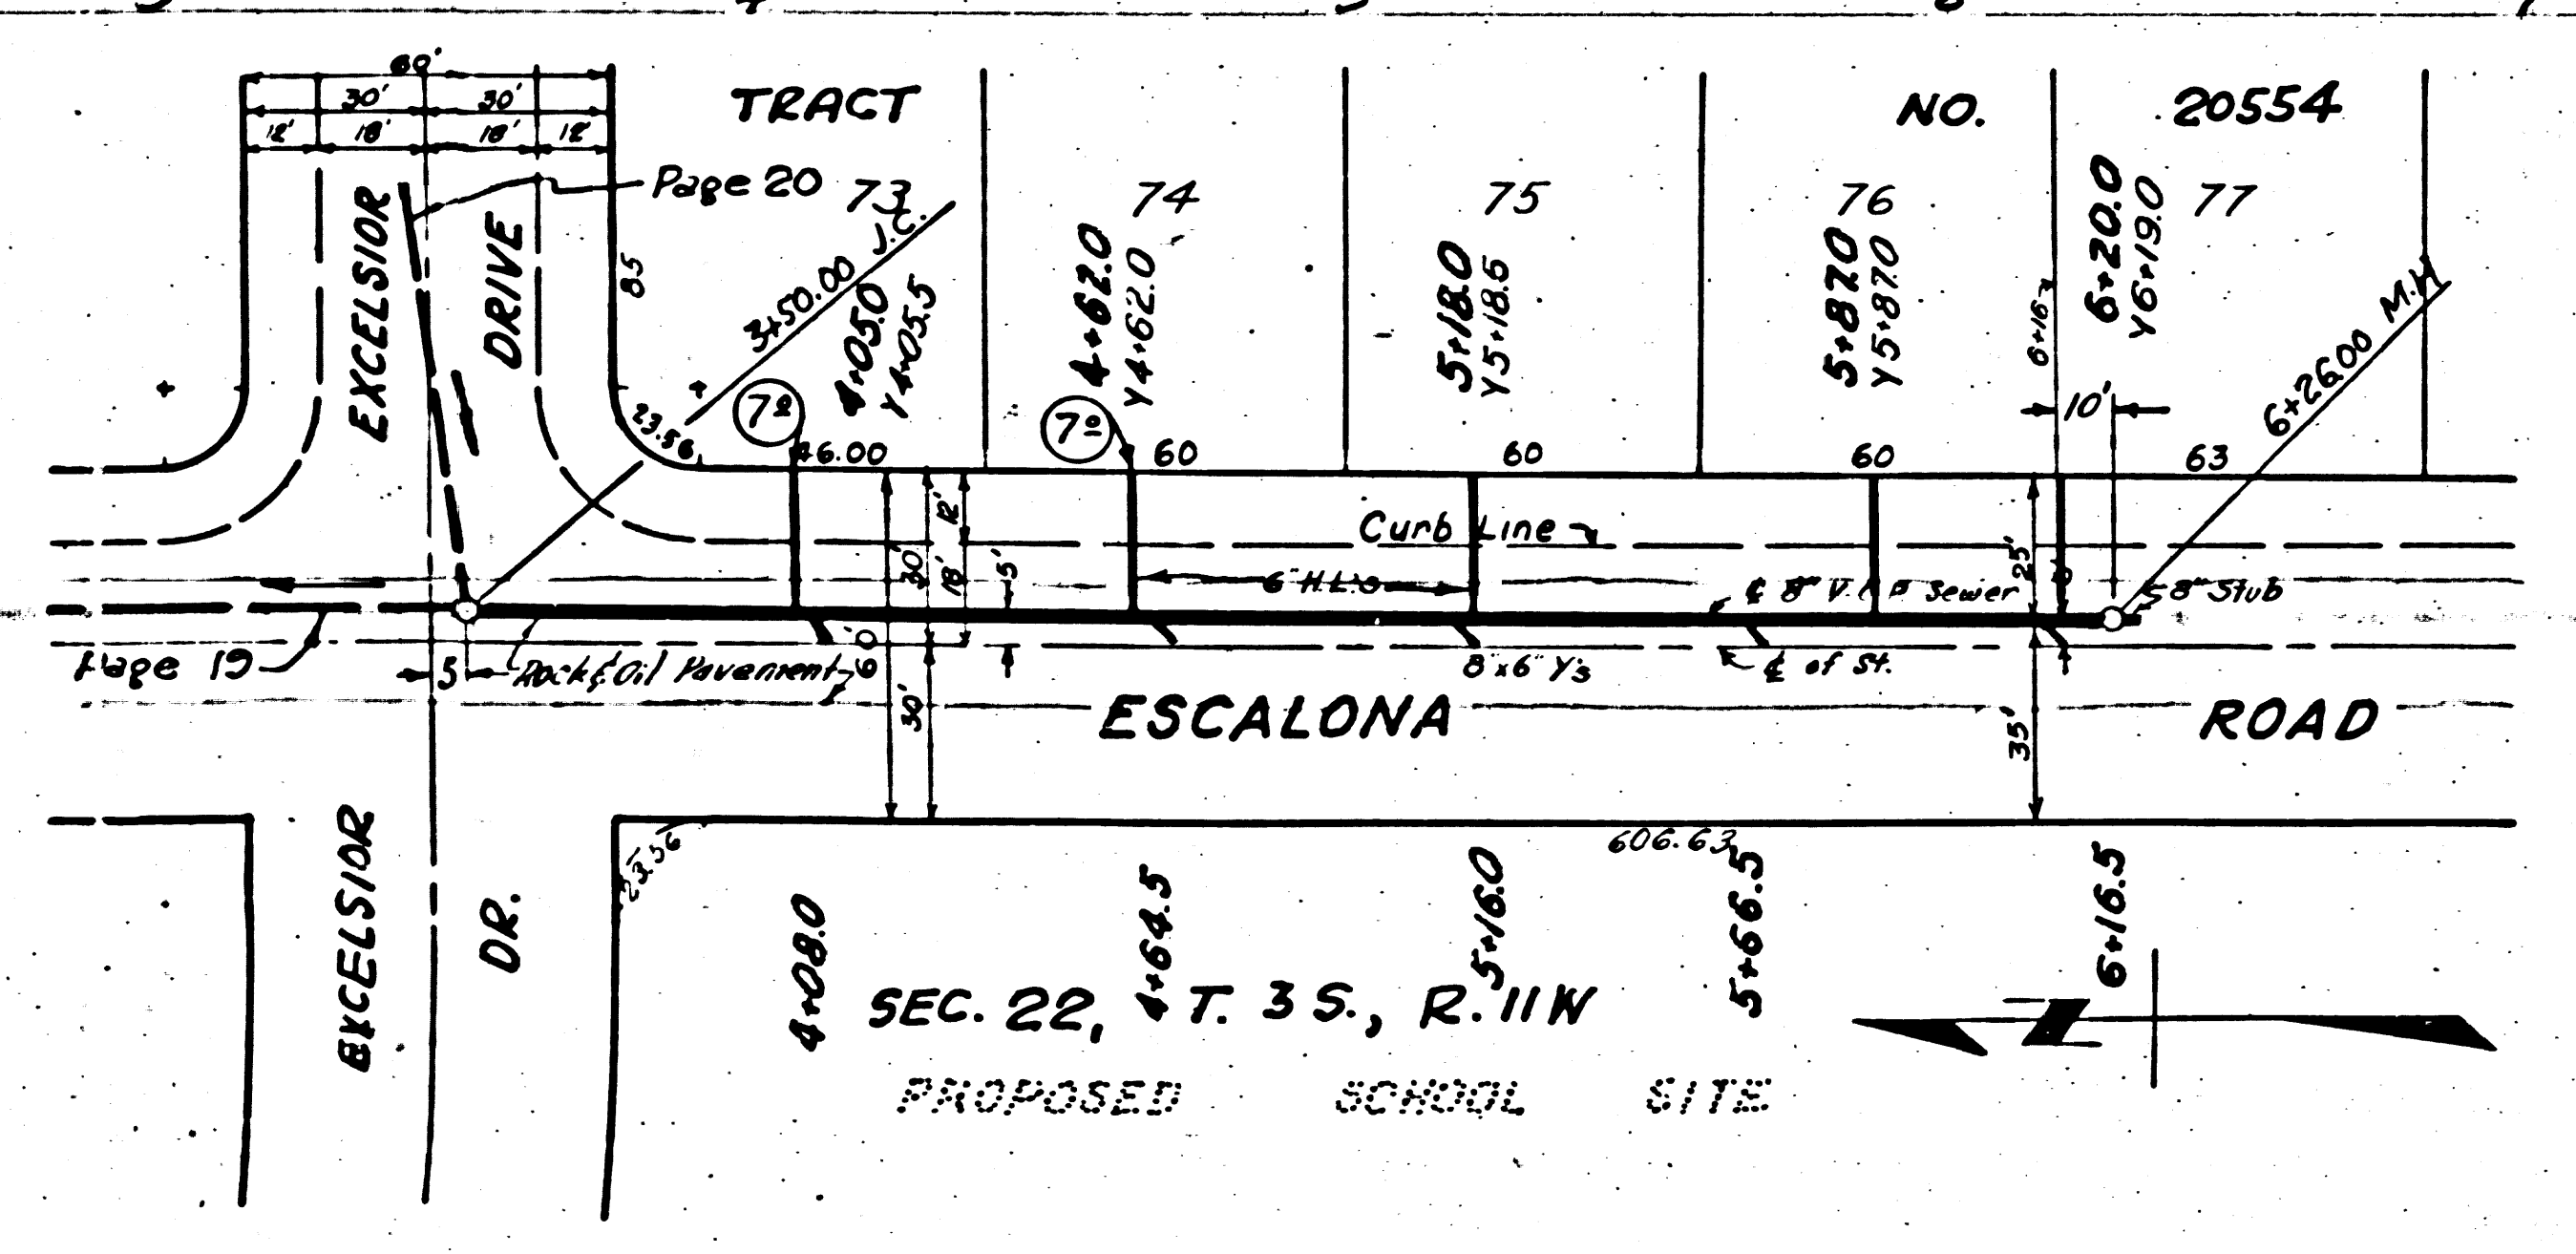 60'
30' 30'
12' 18' 18' 12'
TRACT NO. 20554
Page 20
73 74 75 76 77
EXCELSIOR DRIVE
85
3+50.00 J.C.
4+05.0
Y4+05.5
4+62.0
Y4+62.0
5+18.0
Y5+18.5
5+87.0
Y5+87.0
6+16
6+20.0
Y6+19.0
6+26.00 M.H.
10'
23.56
7º 7º
46.00 60 60 60 63
12'
Curb Line
30' 18' 5'
6" H.L.'s
25'
℄ 8" V.C.P. Sewer
8" Stub
Page 19
5
Rock & Oil Pavement
60'
8"x6" Y's
℄ of St.
30'
ESCALONA ROAD
35'
606.63
23.56
EXCELSIOR DR.
4+08.0
4+64.5
5+16.0
5+66.5
6+16.5
SEC. 22, T. 3 S., R. 11 W
N
PROPOSED SCHOOL SITE